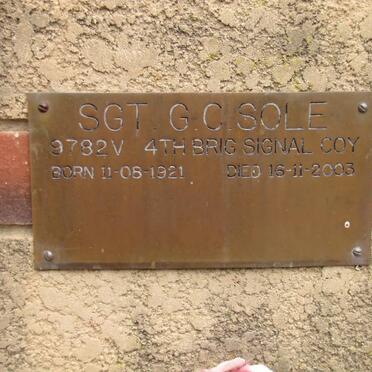 SGT. G.C. SOLE
9782V 4TH BRIG SIGNAL COY
BORN 11-08-1921 DIED 16-11-2003